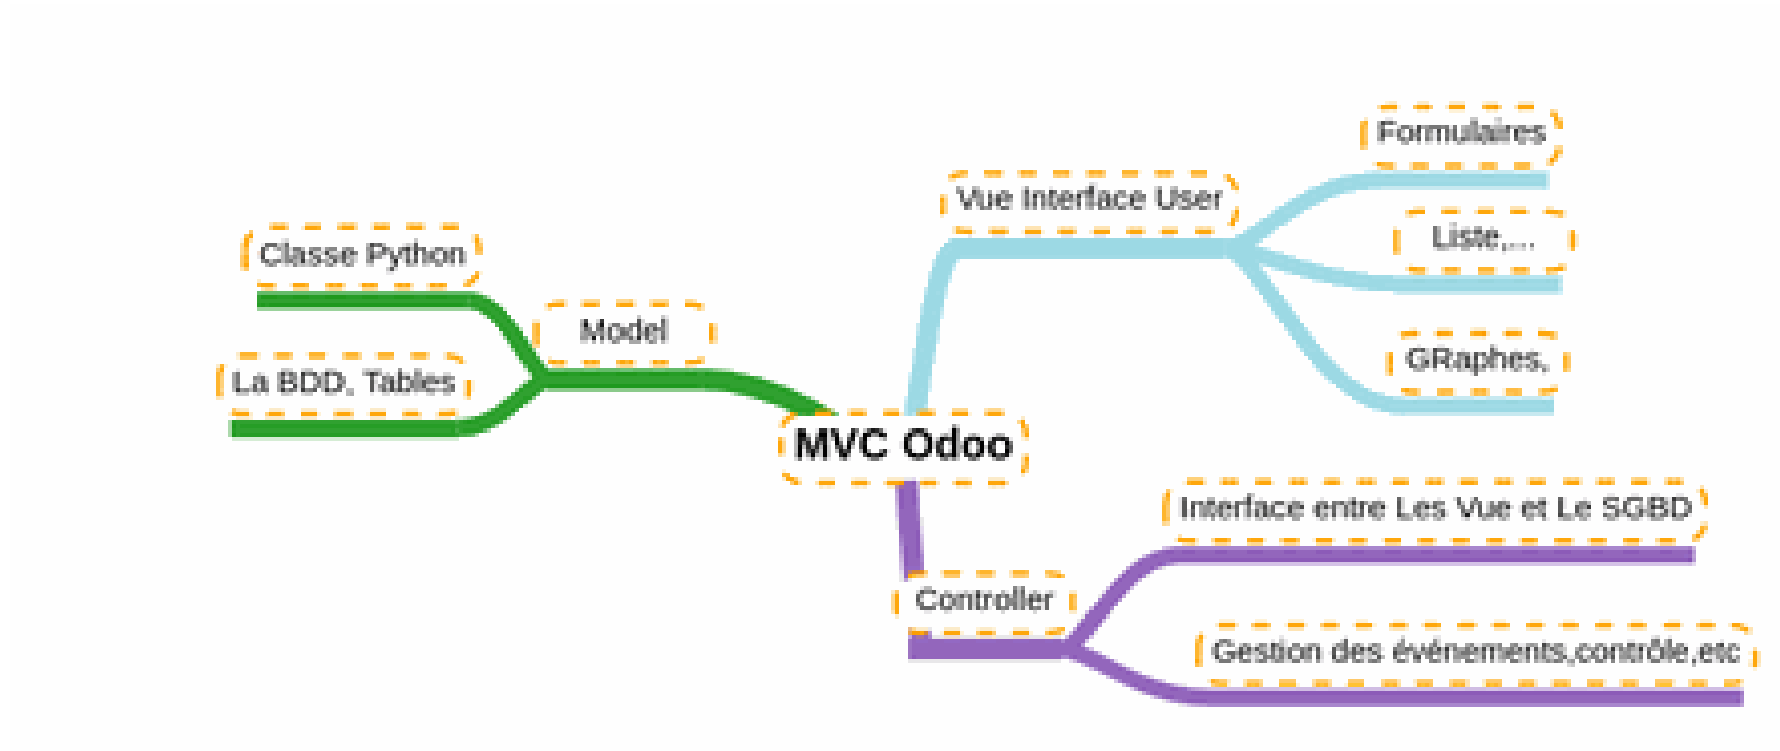 Formulaires
Vue Interface User
Liste,...
Classe Python
Model
GRaphes,
La BDD, Tables
MVC Odoo
Interface entre Les Vue et Le SGBD
Controller
Gestion des événements,contrôle,etc